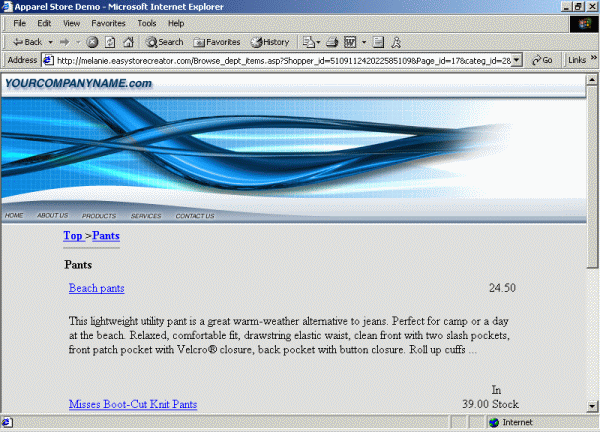 Apparel Store Demo - Microsoft Internet Explorer
File Edit View Favorites Tools Help
Back Search Favorites History
Address http://melanie.easystorecreator.com/Browse_dept_items.asp?Shopper_id=5109112420225851098Page_id=17&categ_id=28 Go Links »
YOURCOMPANYNAME.com
HOME ABOUT US PRODUCTS SERVICES CONTACT US
Top >Pants
Pants
Beach pants 24.50
This lightweight utility pant is a great warm-weather alternative to jeans. Perfect for camp or a day
at the beach. Relaxed, comfortable fit, drawstring elastic waist, clean front with two slash pockets,
front patch pocket with Velcro® closure, back pocket with button closure. Roll up cuffs ...
In
Misses Boot-Cut Knit Pants 39.00 Stock
Internet